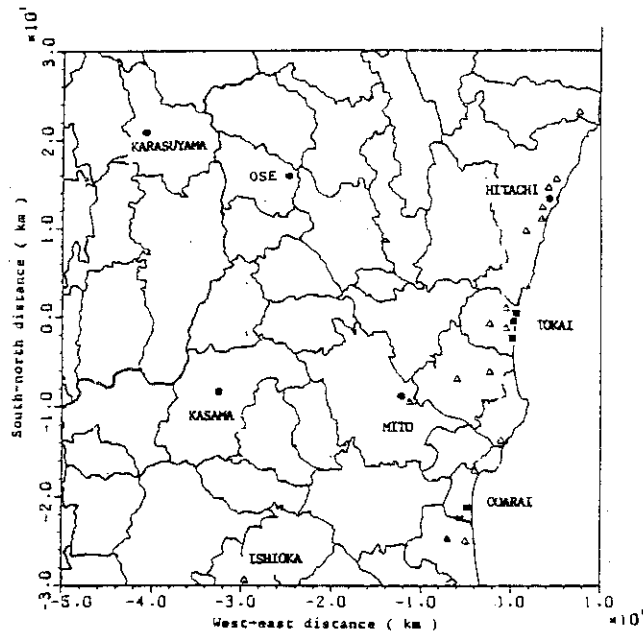 ×10¹
3.0
2.0
1.0
0.0
-1.0
-2.0
-3.0
South-north distance ( km )
KARASUYAMA
OSE
HITACHI
TOKAI
KASAMA
MITO
OOARAI
ISHIOKA
-5.0 -4.0 -3.0 -2.0 -1.0 0.0 1.0
West-east distance ( km )
×10¹